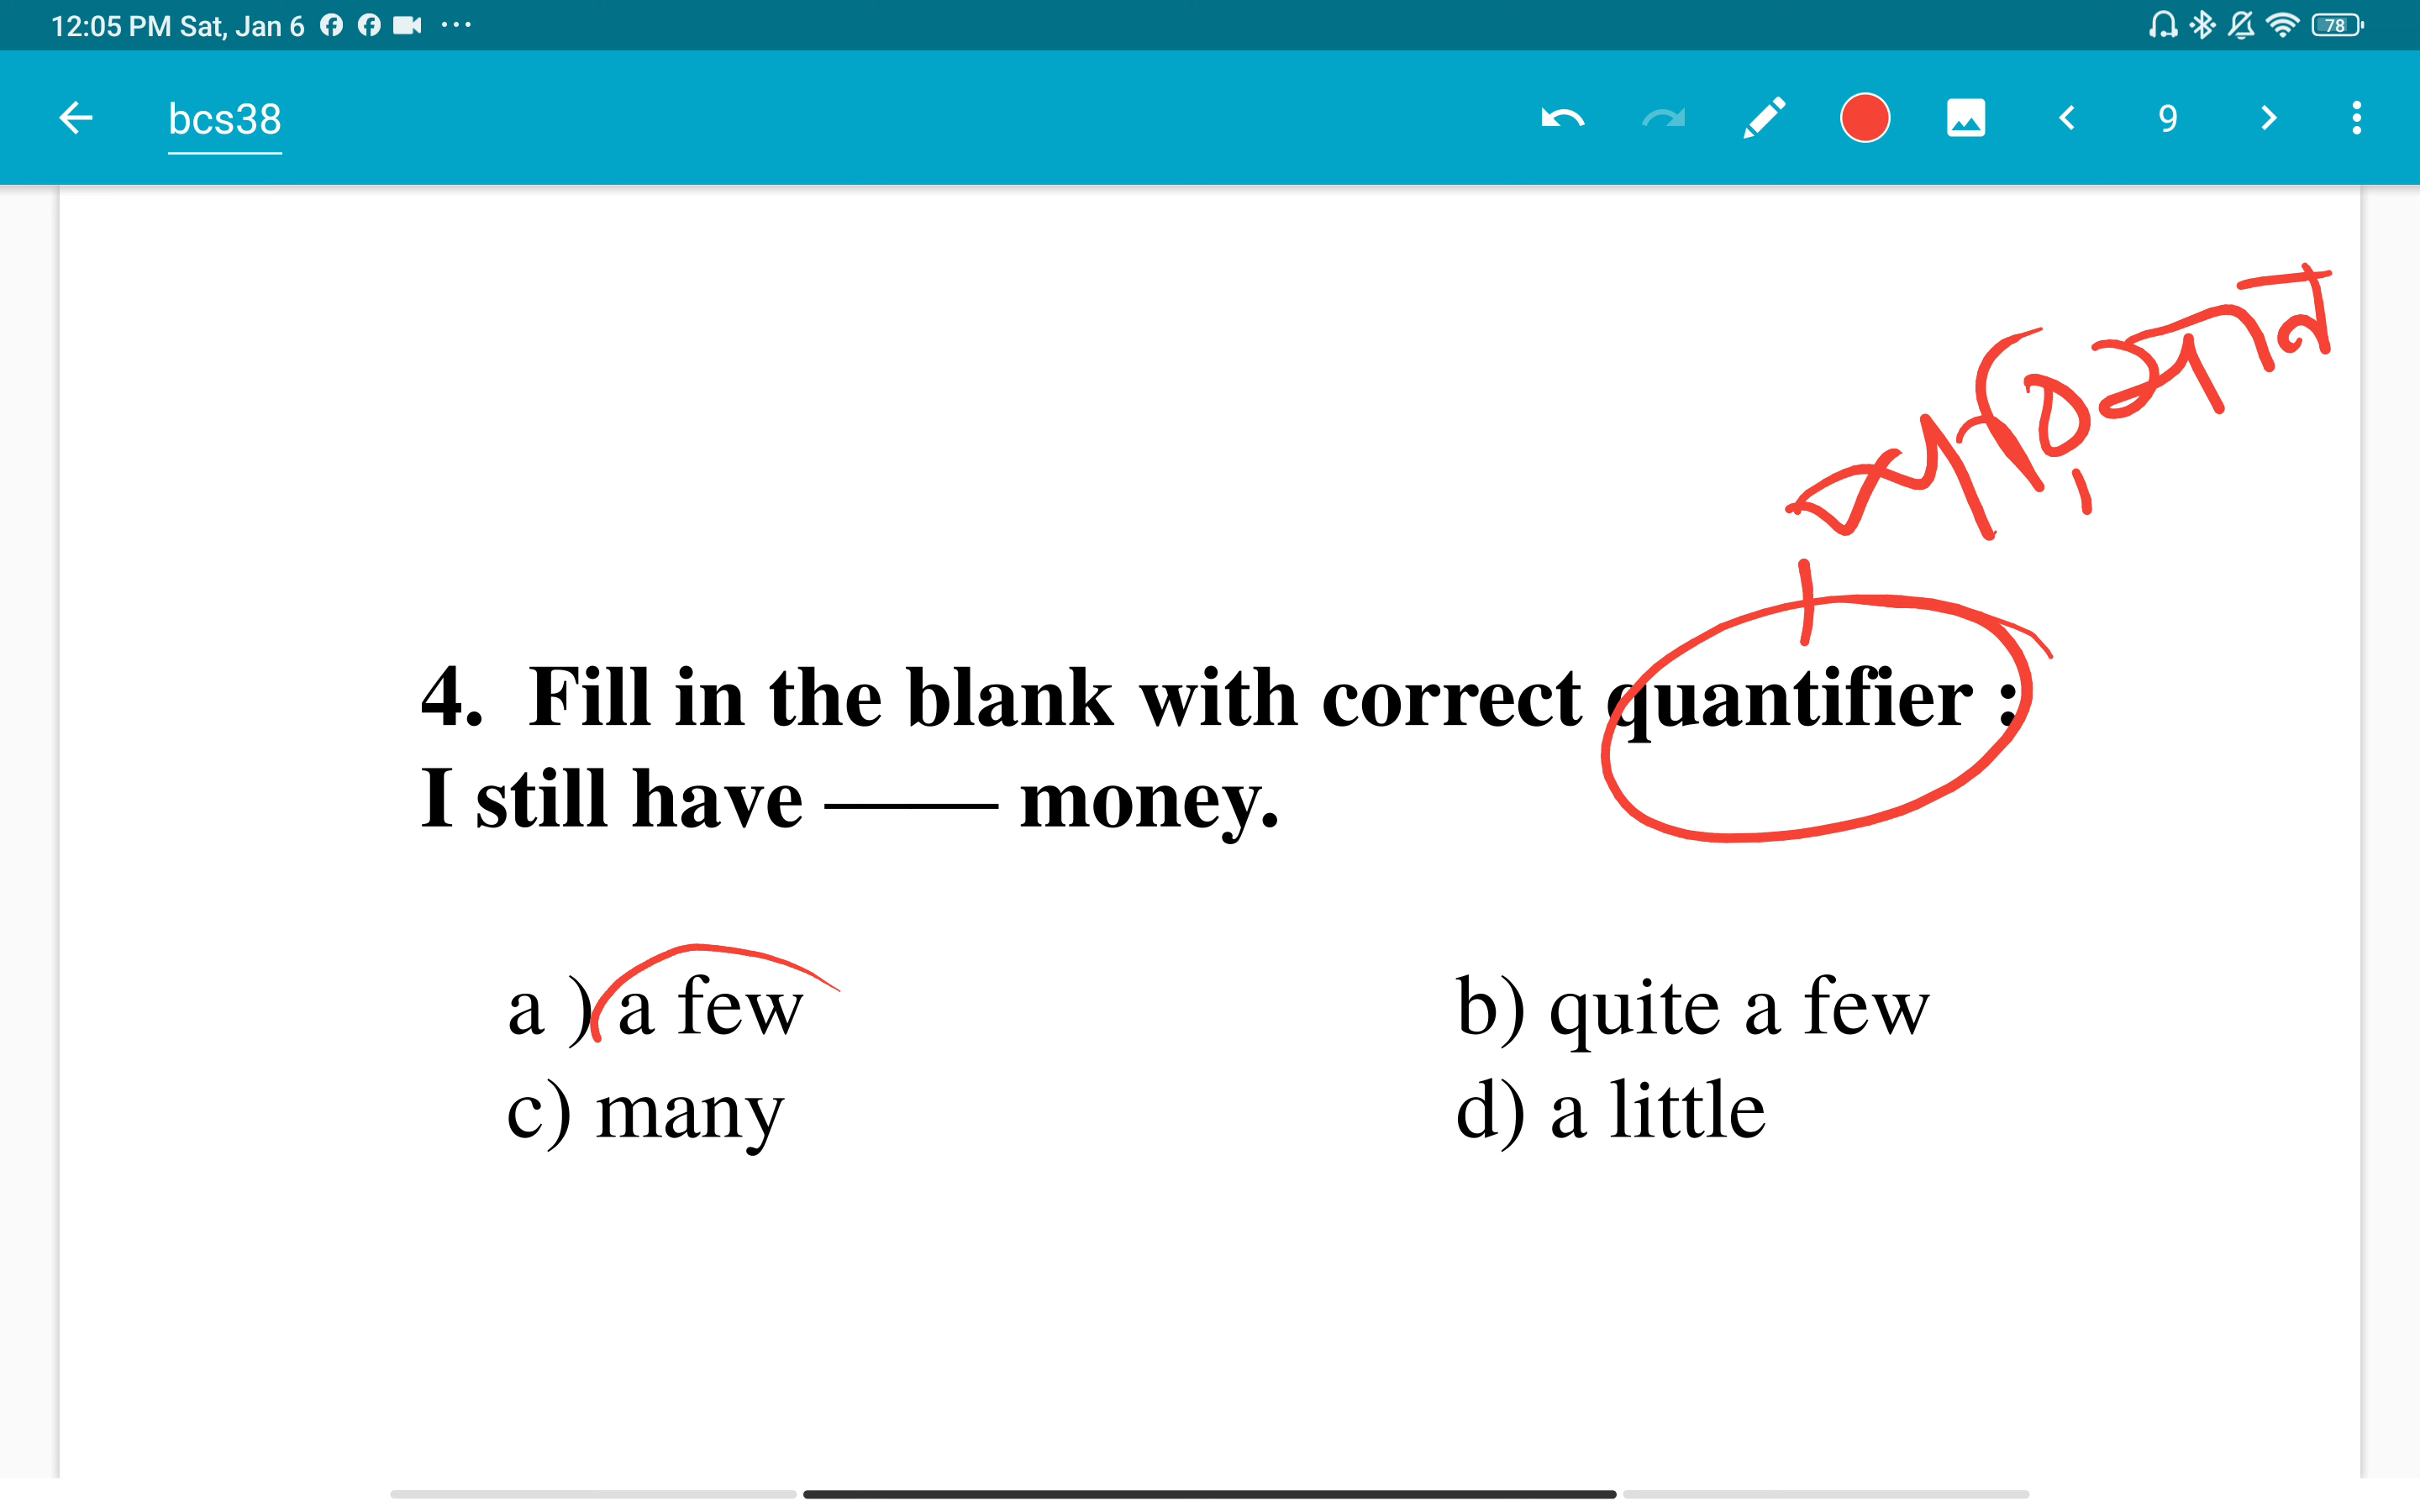 12:05 PM Sat, Jan 6 ...
78
bcs38
9
4. Fill in the blank with correct quantifier :
I still have ——— money.
a ) a few
b) quite a few
c) many
d) a little